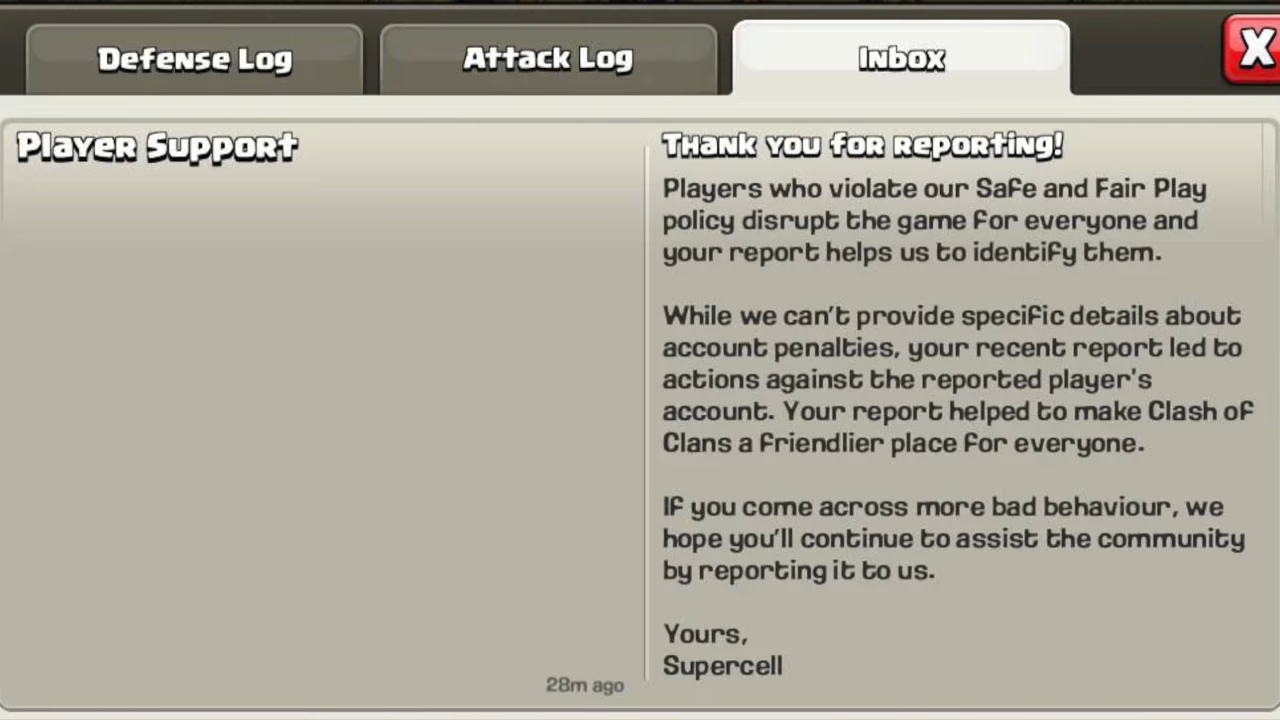 Defense Log
Attack Log
Inbox
X
Player Support
28m ago
Thank you for reporting!
Players who violate our Safe and Fair Play
policy disrupt the game for everyone and
your report helps us to identify them.
While we can't provide specific details about
account penalties, your recent report led to
actions against the reported player's
account. Your report helped to make Clash of
Clans a friendlier place for everyone.
If you come across more bad behaviour, we
hope you'll continue to assist the community
by reporting it to us.
Yours,
Supercell